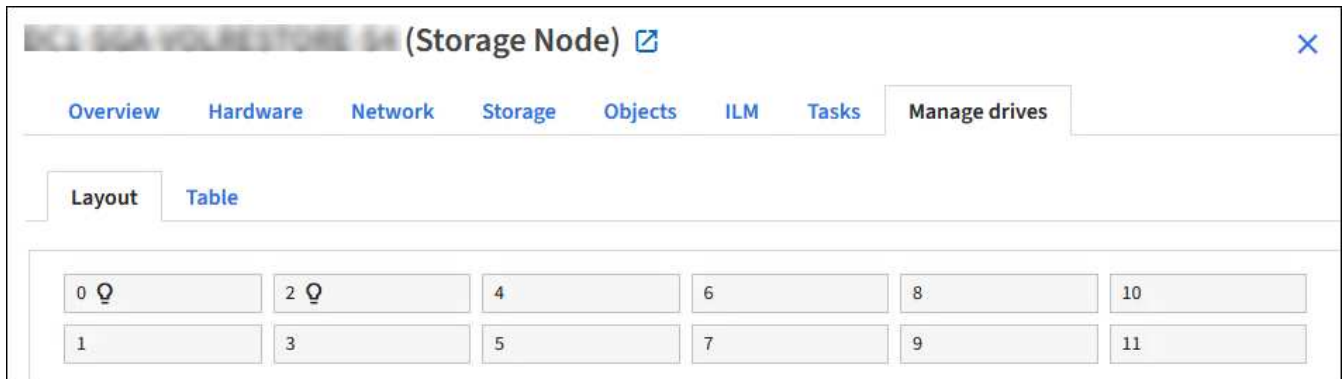 (Storage Node)
Overview Hardware Network Storage Objects ILM Tasks Manage drives
Layout Table
0 2 4 6 8 10
1 3 5 7 9 11